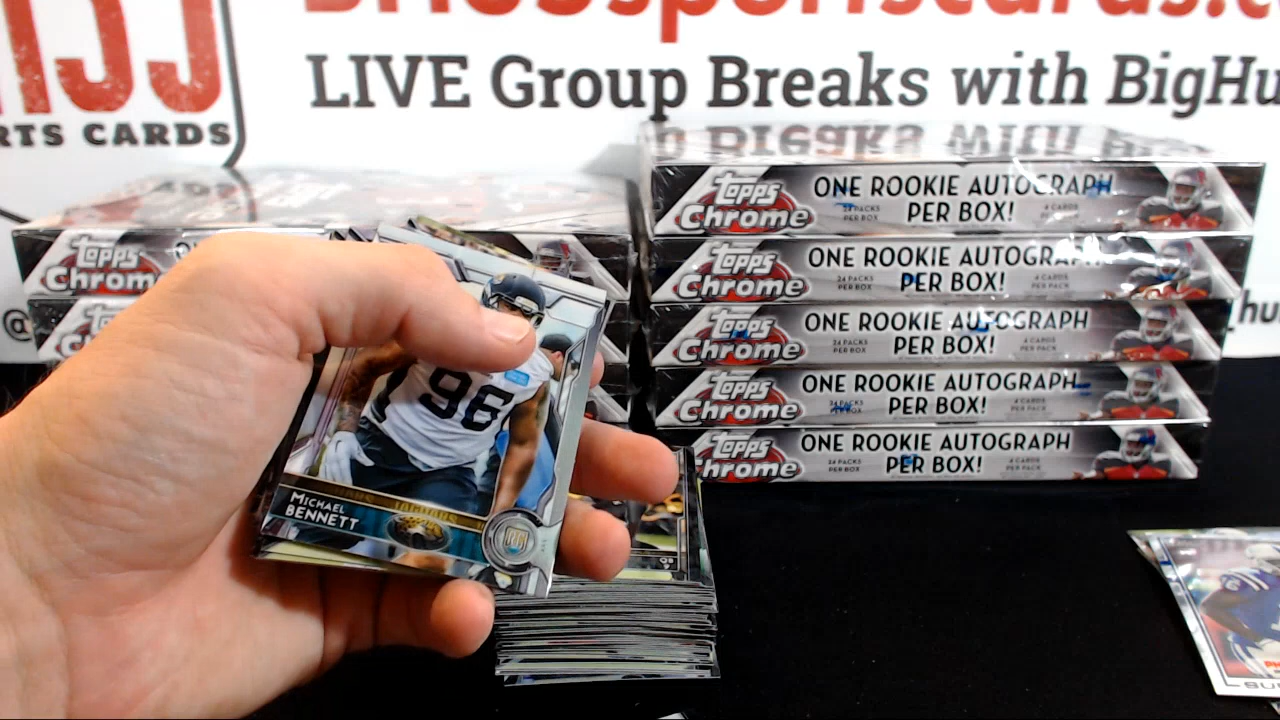 LIVE Group Breaks with BigHu
RTS CARDS
Topps
Chrome
ONE ROOKIE AUTOGRAPH
PER BOX!
24 PACKS
PER BOX
4 CARDS
PER PACK
Topps
Chrome
ONE ROOKIE AUTOGRAPH
PER BOX!
24 PACKS
PER BOX
4 CARDS
PER PACK
Topps
Chrome
ONE ROOKIE AUTOGRAPH
PER BOX!
24 PACKS
PER BOX
4 CARDS
PER PACK
Topps
Chrome
ONE ROOKIE AUTOGRAPH
PER BOX!
24 PACKS
PER BOX
4 CARDS
PER PACK
Topps
Chrome
ONE ROOKIE AUTOGRAPH
PER BOX!
24 PACKS
PER BOX
4 CARDS
PER PACK
Topps
Chrome
96
MICHAEL
BENNETT
JAGUARS
QB